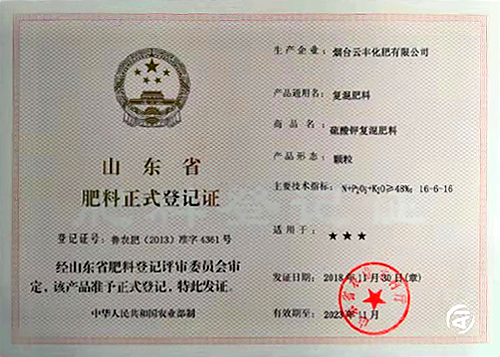 山东省
肥料正式登记证
登记证号：鲁农肥（2013）准字4361号
经山东省肥料登记评审委员会审
定，该产品准予正式登记，特此发证。
中华人民共和国农业部制
生产企业：烟台云丰化肥有限公司
产品通用名：复混肥料
商品名：硫酸钾复混肥料
产品形态：颗粒
主要技术指标：N+P₂O₅+K₂O≥48%；16-6-16
适用于：★★★
发证日期：2018年11月30日(章)
有效期至：2023年11月